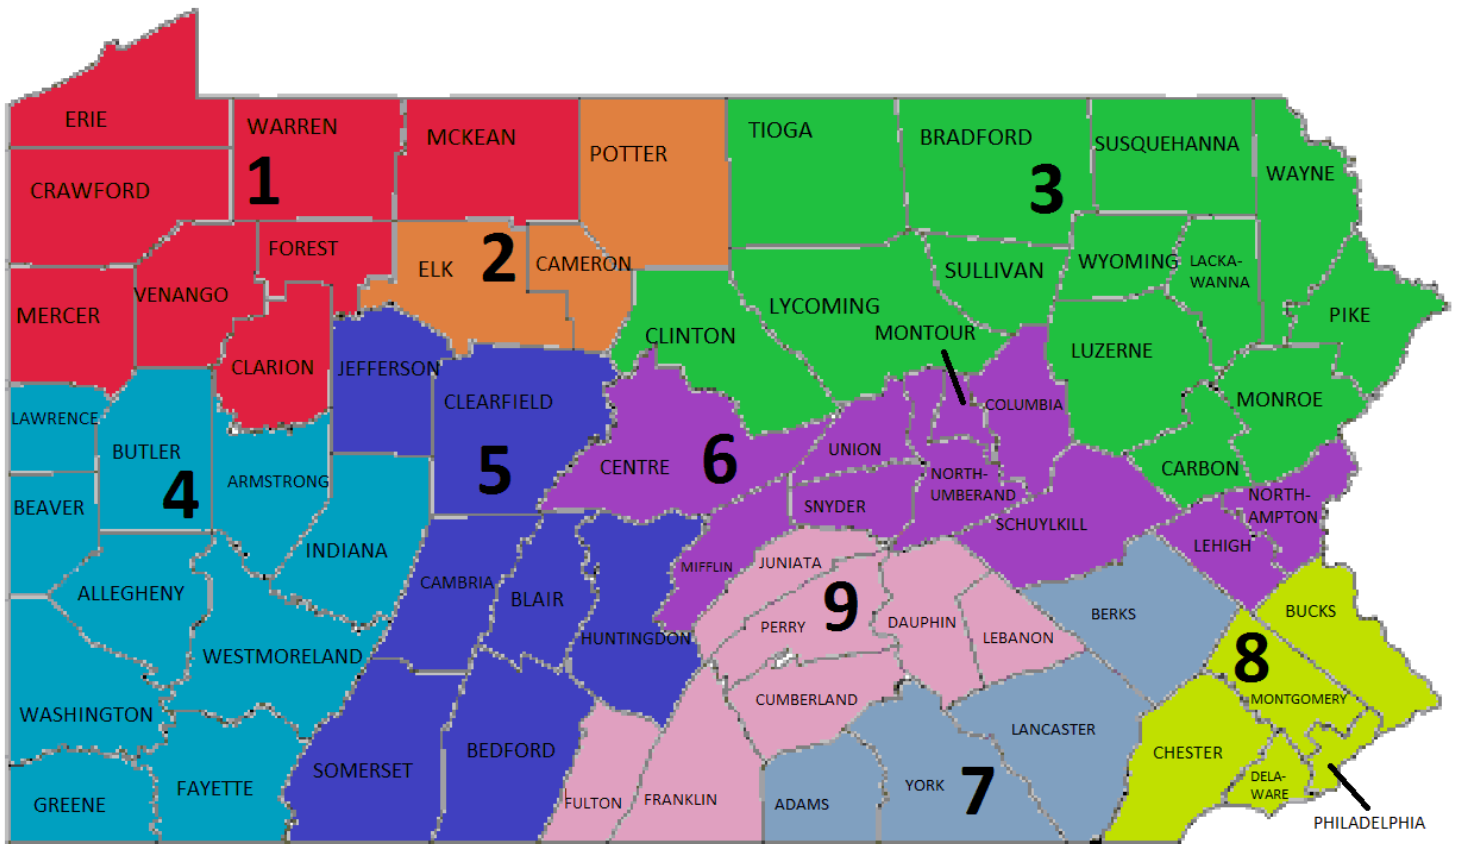 ERIE
WARREN
MCKEAN
POTTER
TIOGA
BRADFORD
SUSQUEHANNA
WAYNE
CRAWFORD
1
3
FOREST
ELK
2
CAMERON
SULLIVAN
WYOMING
LACKA-
WANNA
VENANGO
MERCER
LYCOMING
PIKE
CLINTON
MONTOUR
LUZERNE
CLARION
JEFFERSON
CLEARFIELD
COLUMBIA
MONROE
LAWRENCE
BUTLER
UNION
CENTRE
6
CARBON
5
4
ARMSTRONG
NORTH-
UMBERAND
NORTH-
AMPTON
BEAVER
SNYDER
SCHUYLKILL
LEHIGH
INDIANA
MIFFLIN
JUNIATA
CAMBRIA
ALLEGHENY
BLAIR
9
PERRY
DAUPHIN
BERKS
BUCKS
HUNTINGDON
LEBANON
WESTMORELAND
8
CUMBERLAND
MONTGOMERY
WASHINGTON
LANCASTER
BEDFORD
CHESTER
SOMERSET
FAYETTE
YORK
7
DELA-
WARE
GREENE
FULTON
FRANKLIN
ADAMS
PHILADELPHIA